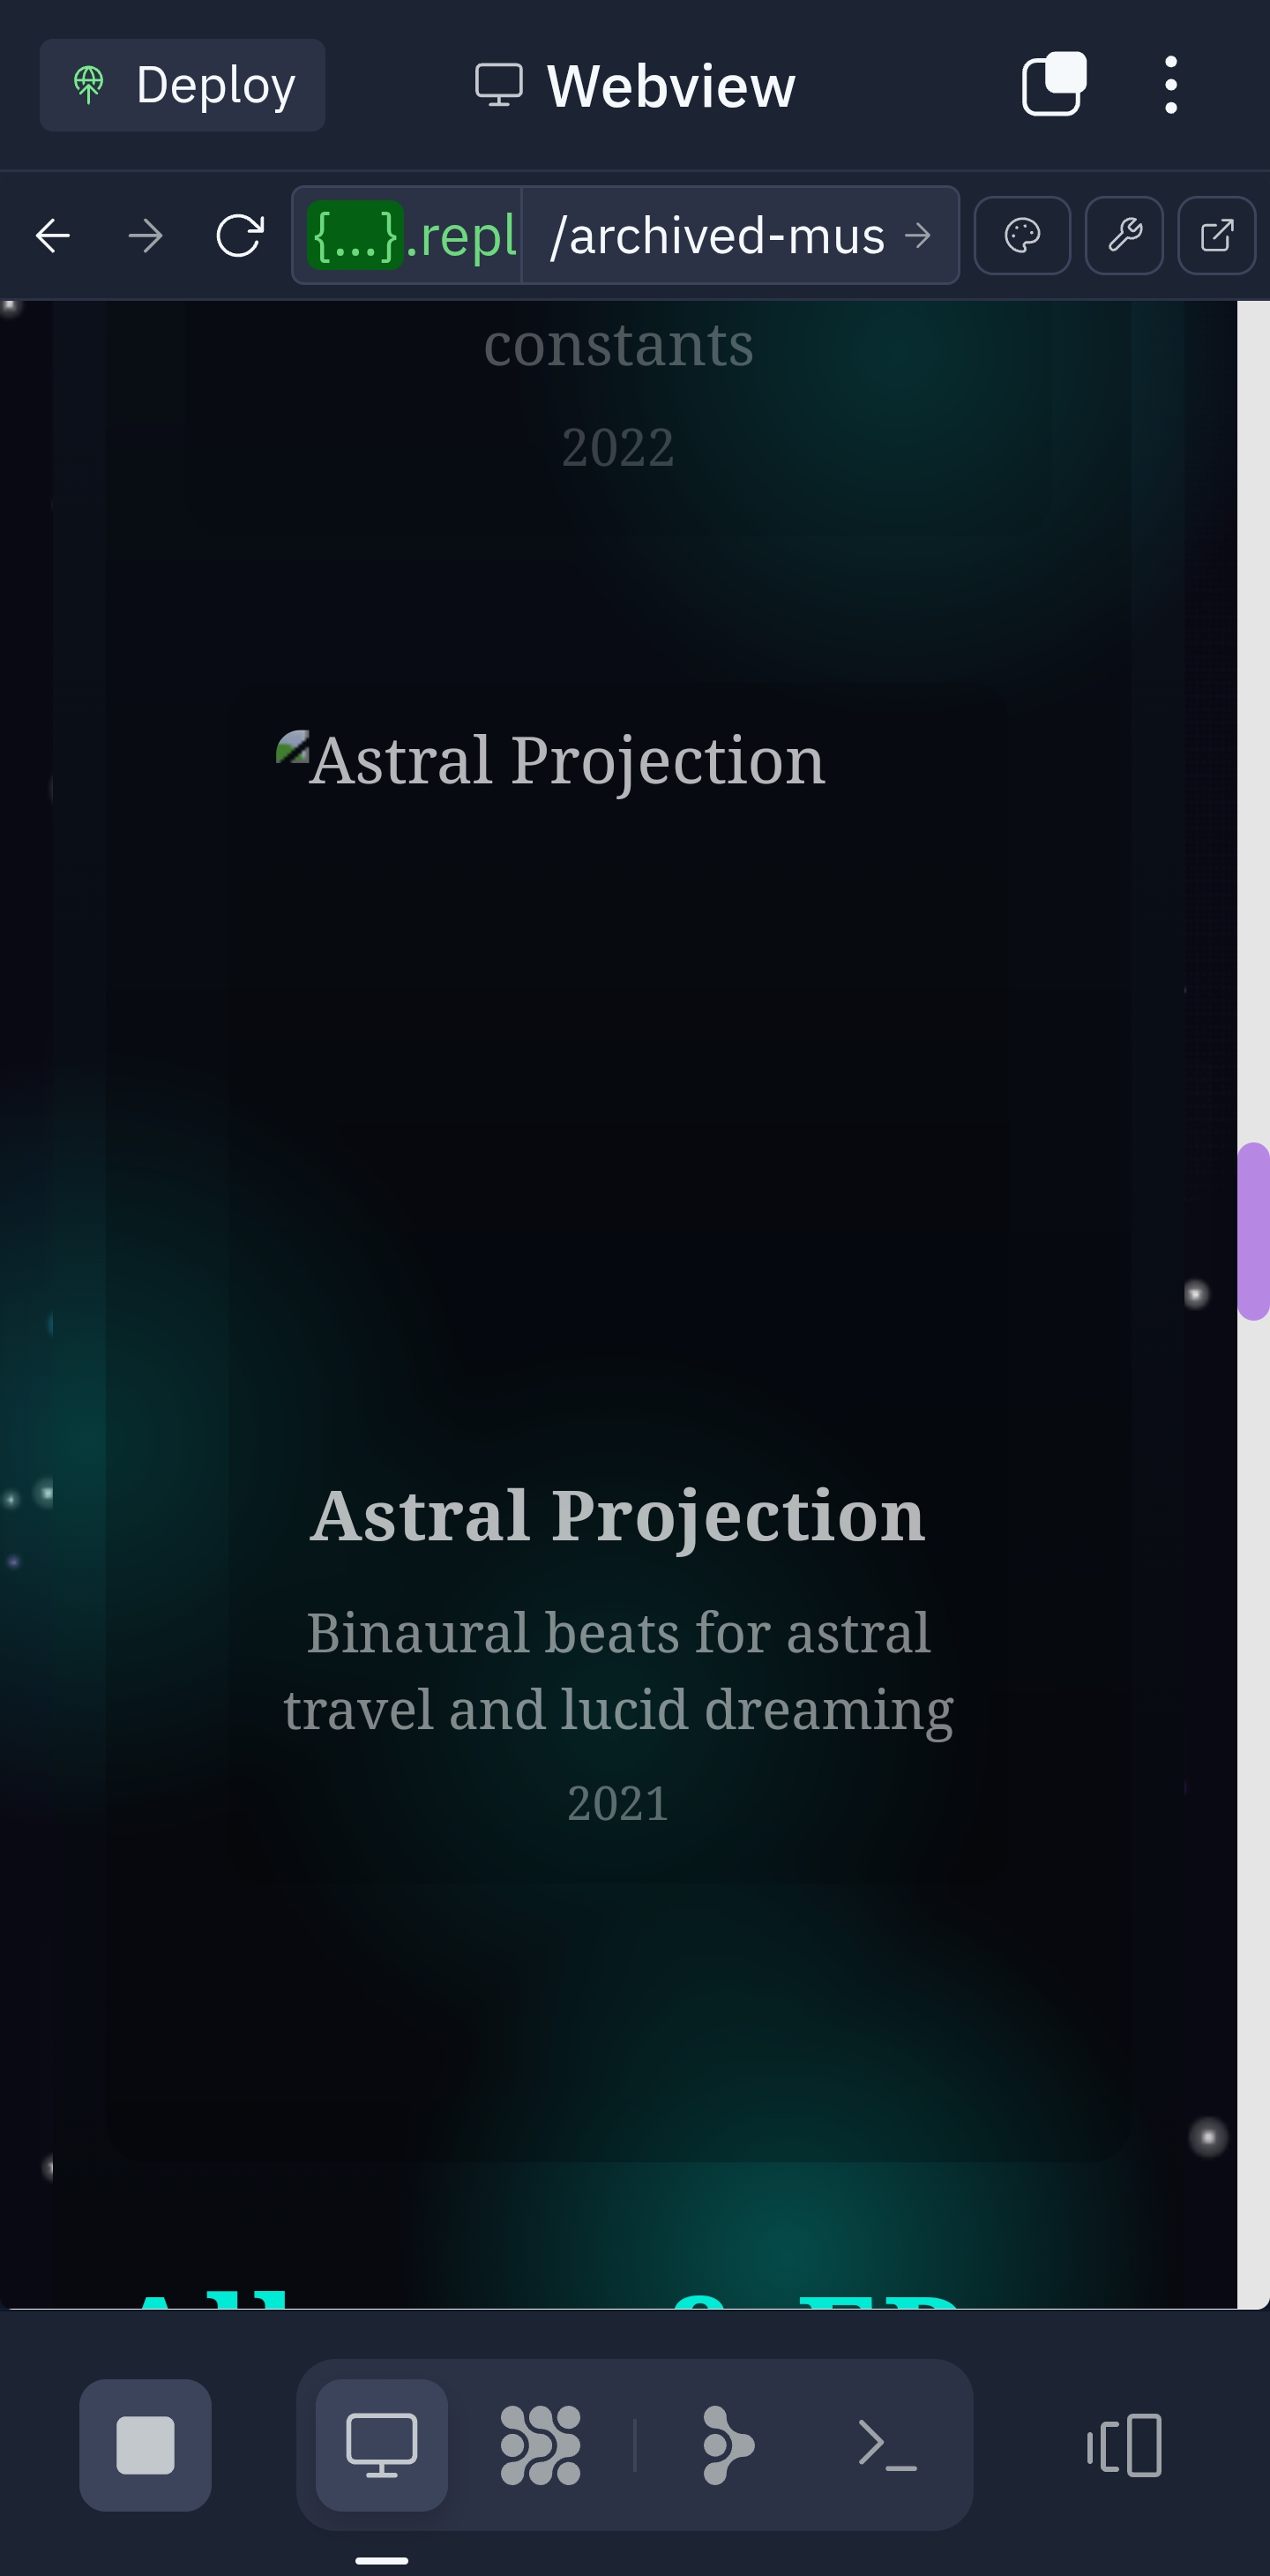 Deploy
Webview
{...}.repl
/archived-mus
constants
2022
Astral Projection
Astral Projection
Binaural beats for astral
travel and lucid dreaming
2021